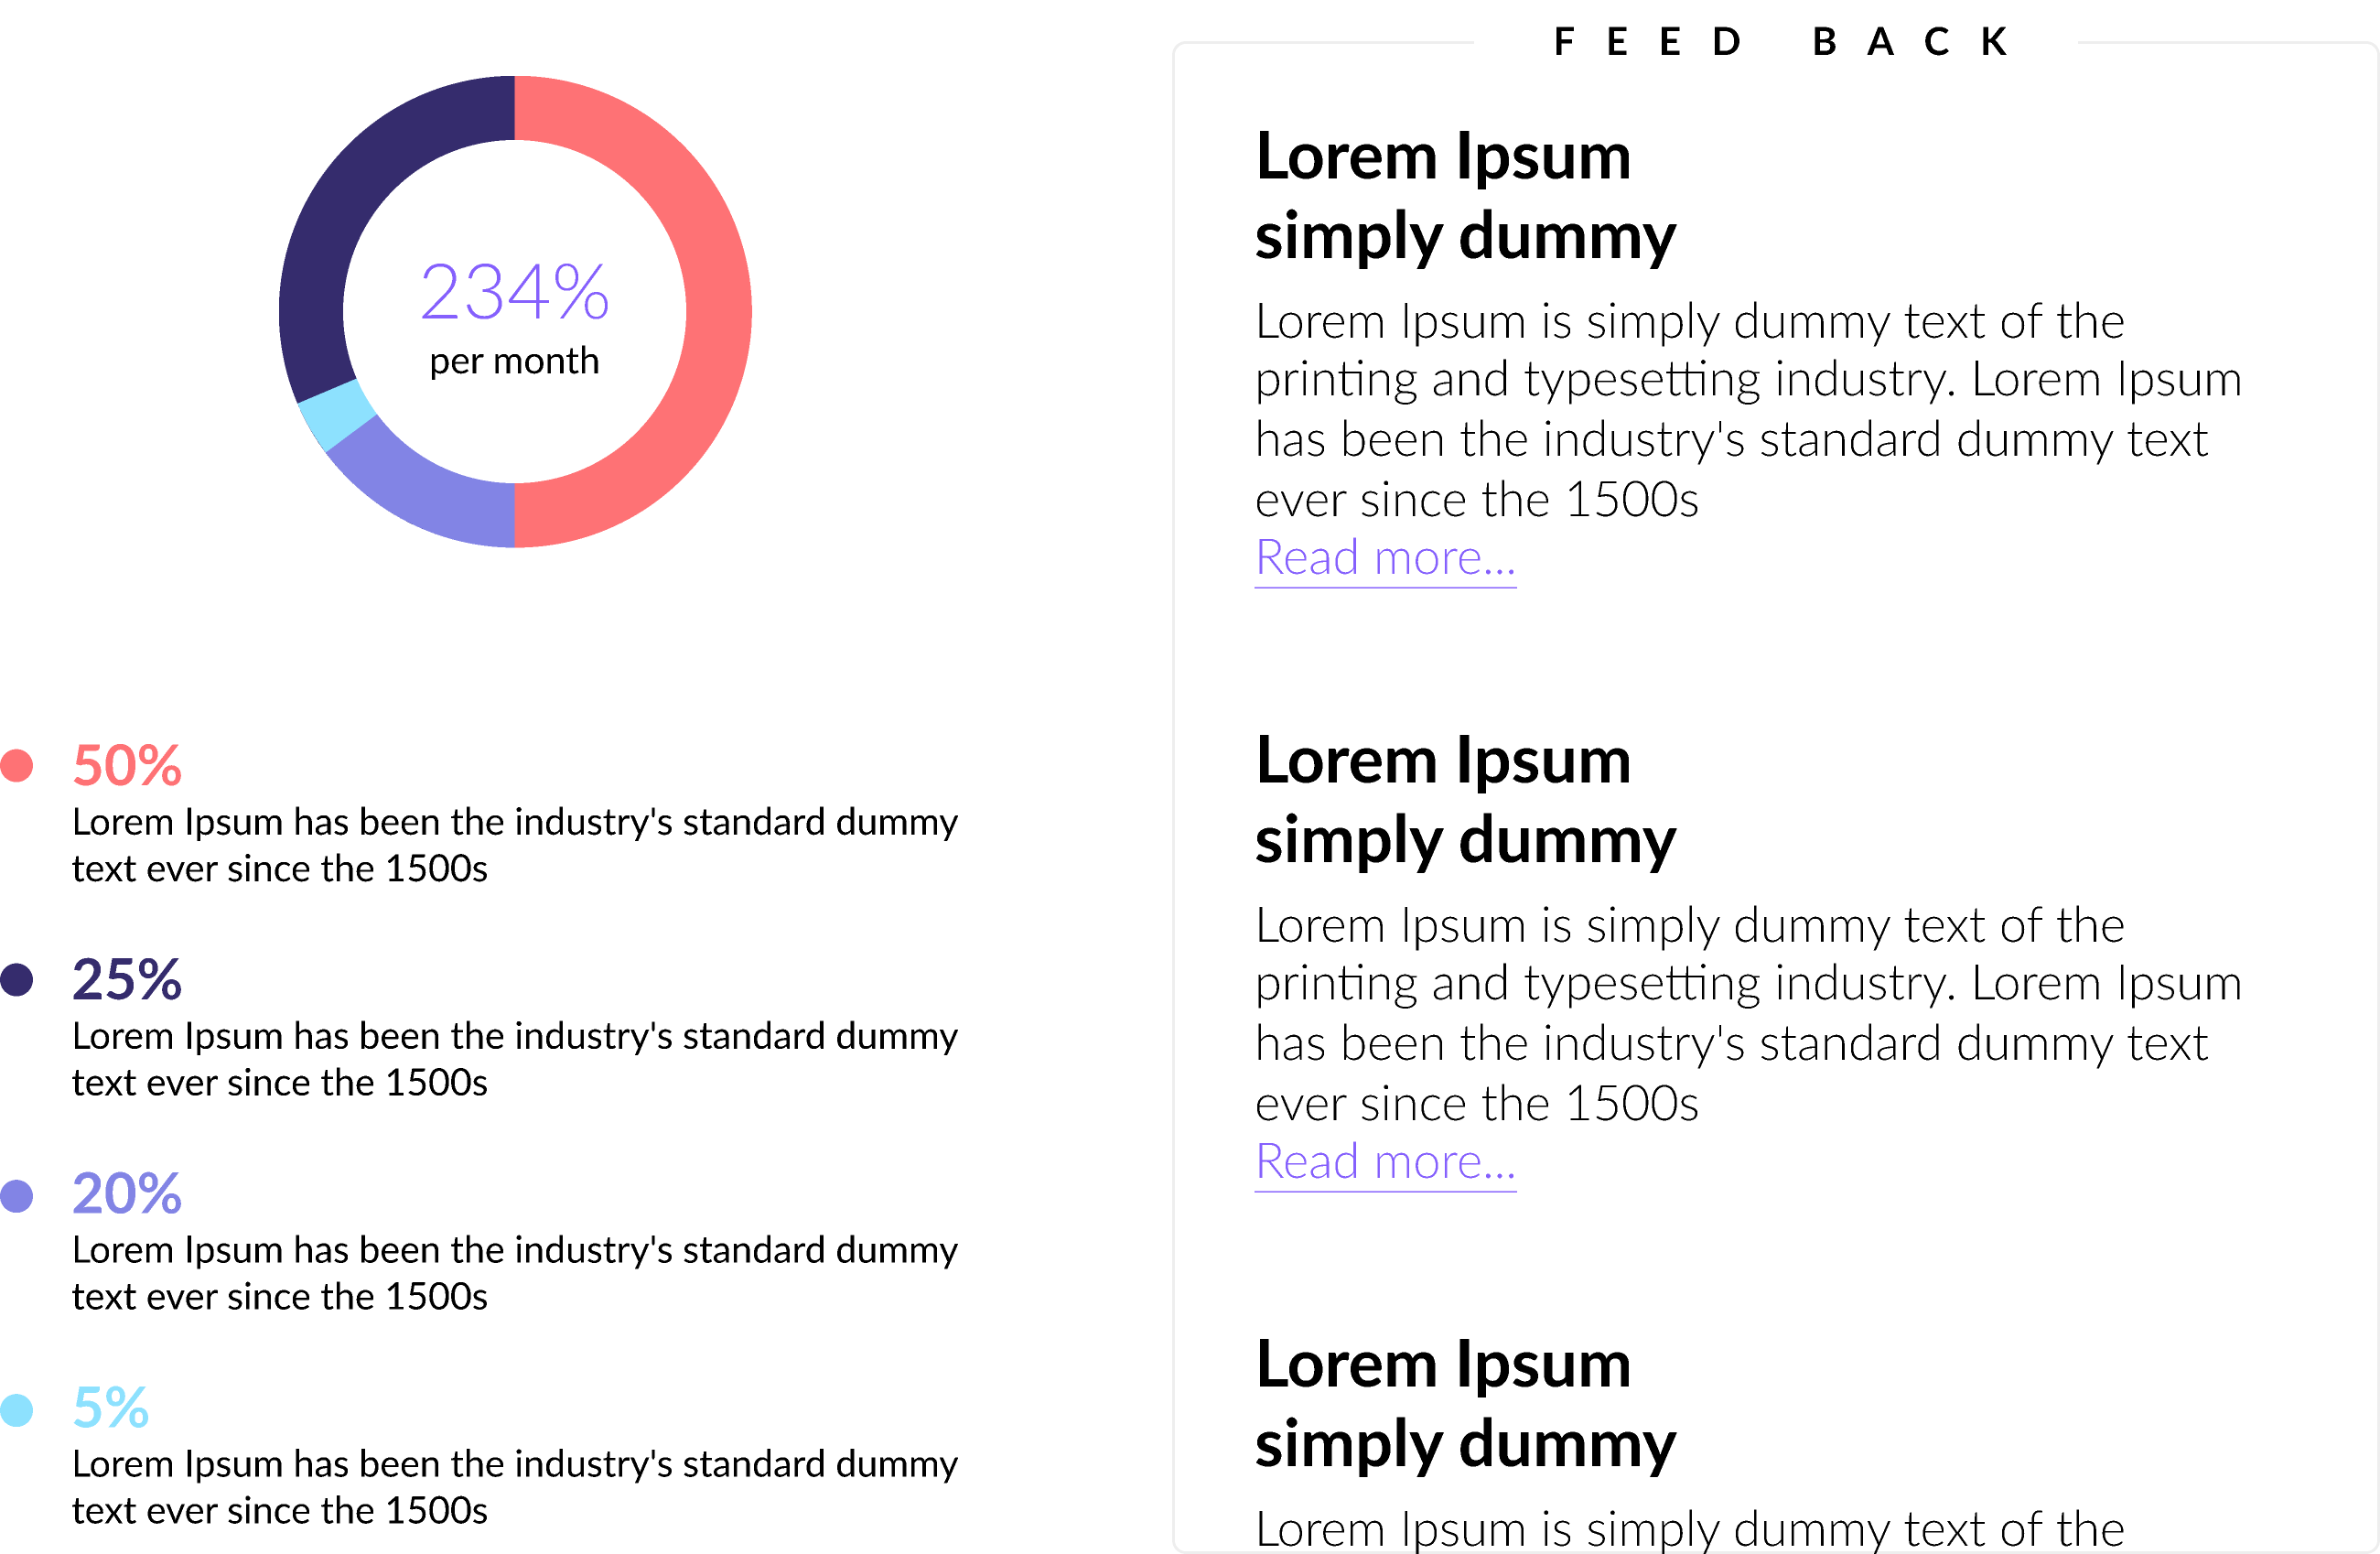 234%
per month
50%
Lorem Ipsum has been the industry's standard dummy
text ever since the 1500s
25%
Lorem Ipsum has been the industry's standard dummy
text ever since the 1500s
20%
Lorem Ipsum has been the industry's standard dummy
text ever since the 1500s
5%
Lorem Ipsum has been the industry's standard dummy
text ever since the 1500s
FEED BACK
Lorem Ipsum
simply dummy
Lorem Ipsum is simply dummy text of the
printing and typesetting industry. Lorem Ipsum
has been the industry's standard dummy text
ever since the 1500s
Read more...
Lorem Ipsum
simply dummy
Lorem Ipsum is simply dummy text of the
printing and typesetting industry. Lorem Ipsum
has been the industry's standard dummy text
ever since the 1500s
Read more...
Lorem Ipsum
simply dummy
Lorem Ipsum is simply dummy text of the